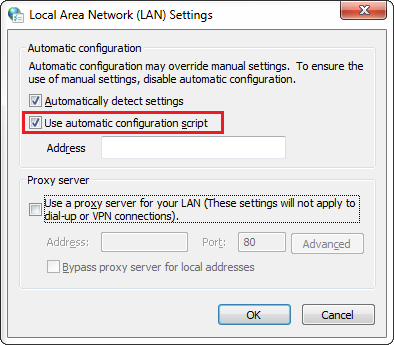 Local Area Network (LAN) Settings
Automatic configuration
Automatic configuration may override manual settings. To ensure the
use of manual settings, disable automatic configuration.
Automatically detect settings
Use automatic configuration script
Address
Proxy server
Use a proxy server for your LAN (These settings will not apply to
dial-up or VPN connections).
Address: Port: 80 Advanced
Bypass proxy server for local addresses
OK Cancel